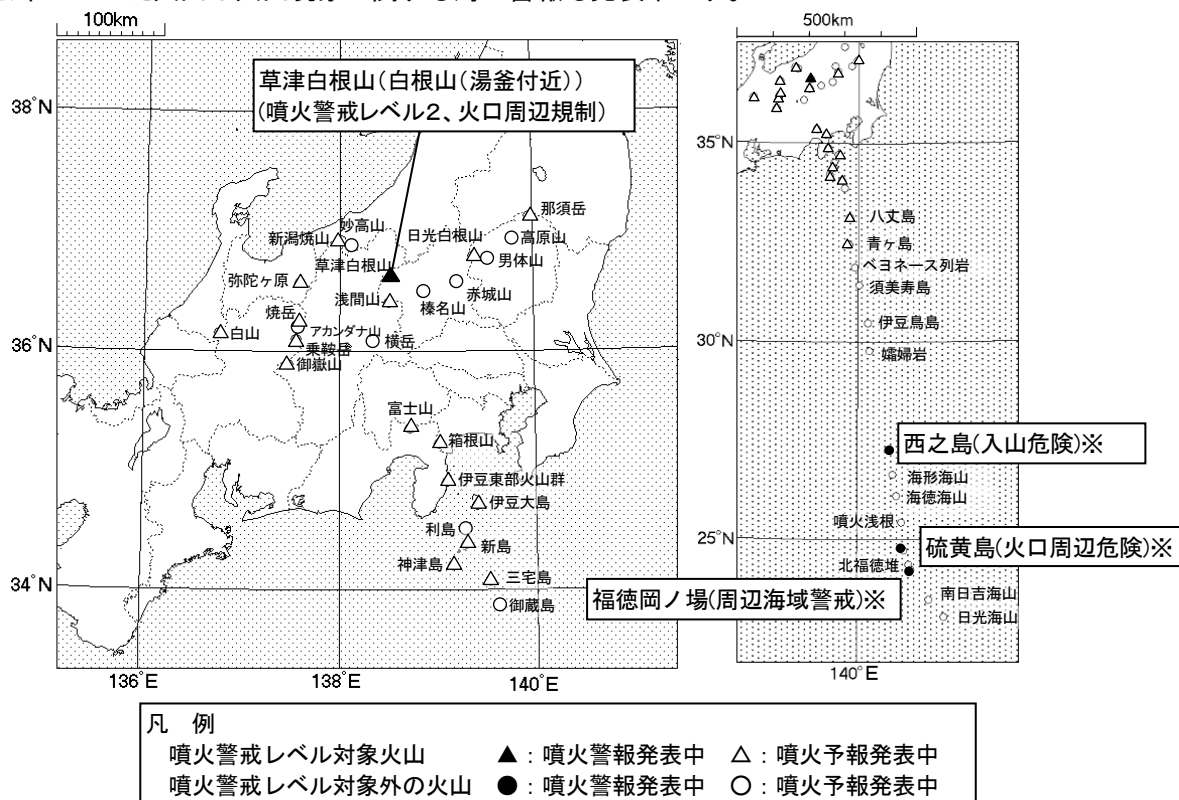 100km
500km
草津白根山(白根山(湯釜付近))
(噴火警戒レベル2、火口周辺規制)
38°N
36°N
34°N
136°E
138°E
140°E
那須岳
妙高山
新潟焼山
日光白根山
高原山
男体山
草津白根山
弥陀ヶ原
浅間山
赤城山
榛名山
焼岳
アカンダナ山
白山
乗鞍岳
横岳
御嶽山
富士山
箱根山
伊豆東部火山群
伊豆大島
利島
新島
神津島
三宅島
御蔵島
35°N
30°N
25°N
140°E
八丈島
青ヶ島
ベヨネース列岩
須美寿島
伊豆鳥島
孀婦岩
西之島(入山危険)※
海形海山
海徳海山
噴火浅根
硫黄島(火口周辺危険)※
北福徳堆
福徳岡ノ場(周辺海域警戒)※
南日吉海山
日光海山
凡 例
噴火警戒レベル対象火山 ▲:噴火警報発表中 △:噴火予報発表中
噴火警戒レベル対象外の火山 ●:噴火警報発表中 ○:噴火予報発表中